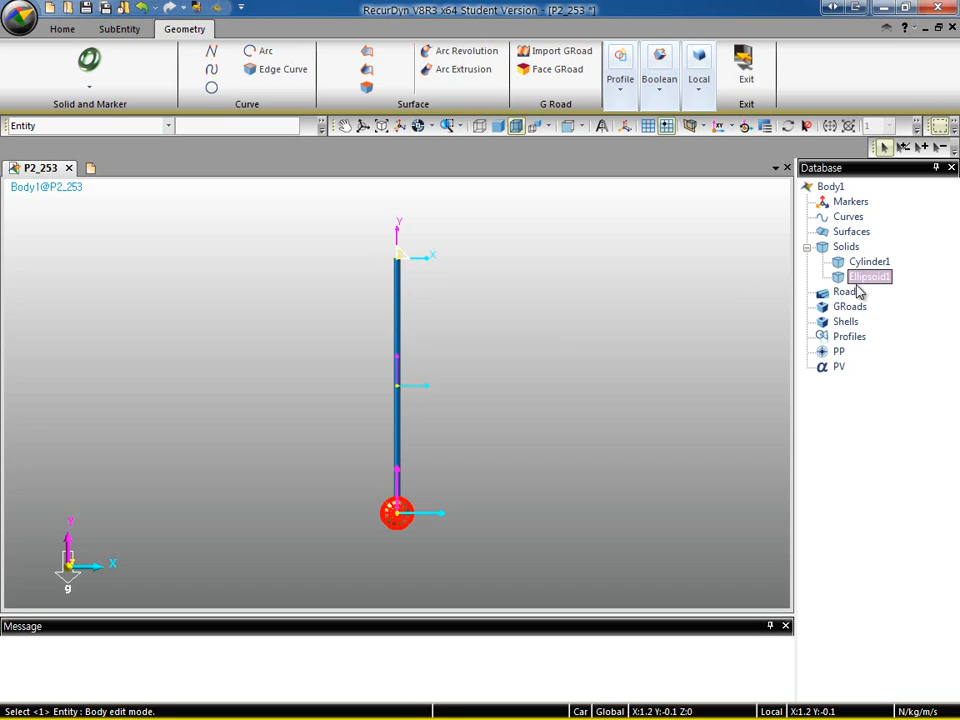 RecurDyn V8R3 x64 Student Version - [P2_253 *]
Home SubEntity Geometry
Arc Arc Revolution Import GRoad
Edge Curve Arc Extrusion Face GRoad Profile Boolean Local Exit
Solid and Marker Curve Surface G Road Exit
Entity 1
P2_253 Database
Body1@P2_253
Body1
Markers
Curves
Surfaces
Solids
Cylinder1
Ellipsoid1
Road
GRoads
Shells
Profiles
PP
PV
Y
X
Y
X
g
Message
Select <1> Entity : Body edit mode. Car Global X:1.2 Y:-0.1 Z:0 Local X:1.2 Y:-0.1 N/kg/m/s